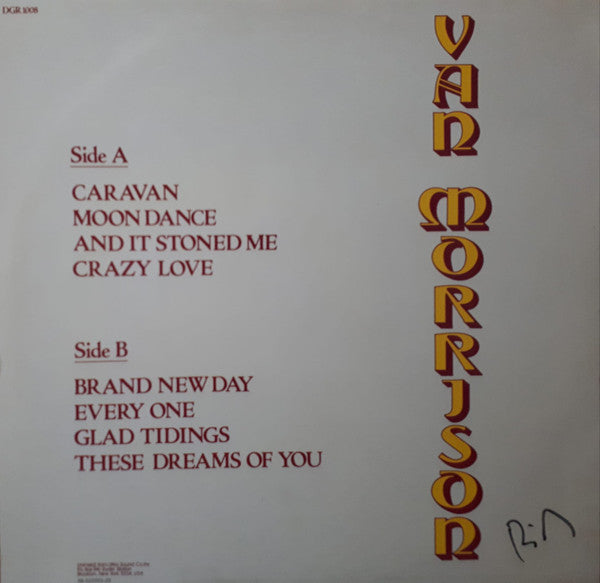 DGR 1008
VAN MORRISON
Side A
CARAVAN
MOONDANCE
AND IT STONED ME
CRAZY LOVE
Side B
BRAND NEW DAY
EVERY ONE
GLAD TIDINGS
THESE DREAMS OF YOU